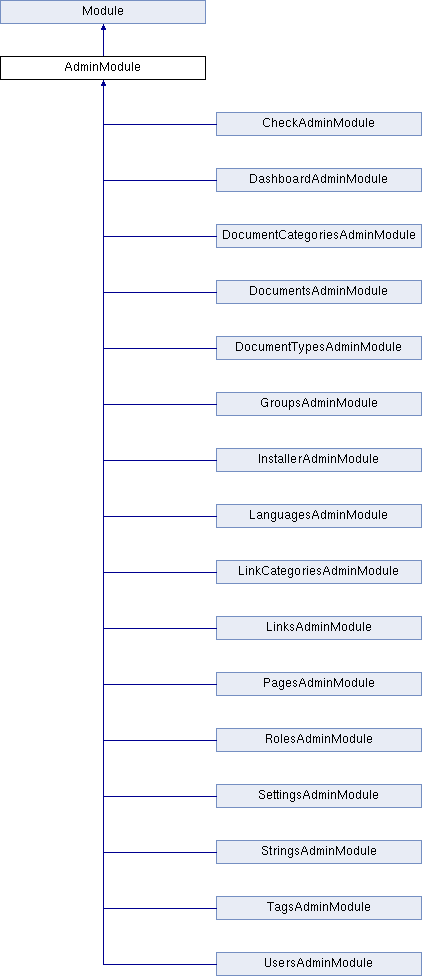 Module
AdminModule
CheckAdminModule
DashboardAdminModule
DocumentCategoriesAdminModule
DocumentsAdminModule
DocumentTypesAdminModule
GroupsAdminModule
InstallerAdminModule
LanguagesAdminModule
LinkCategoriesAdminModule
LinksAdminModule
PagesAdminModule
RolesAdminModule
SettingsAdminModule
StringsAdminModule
TagsAdminModule
UsersAdminModule